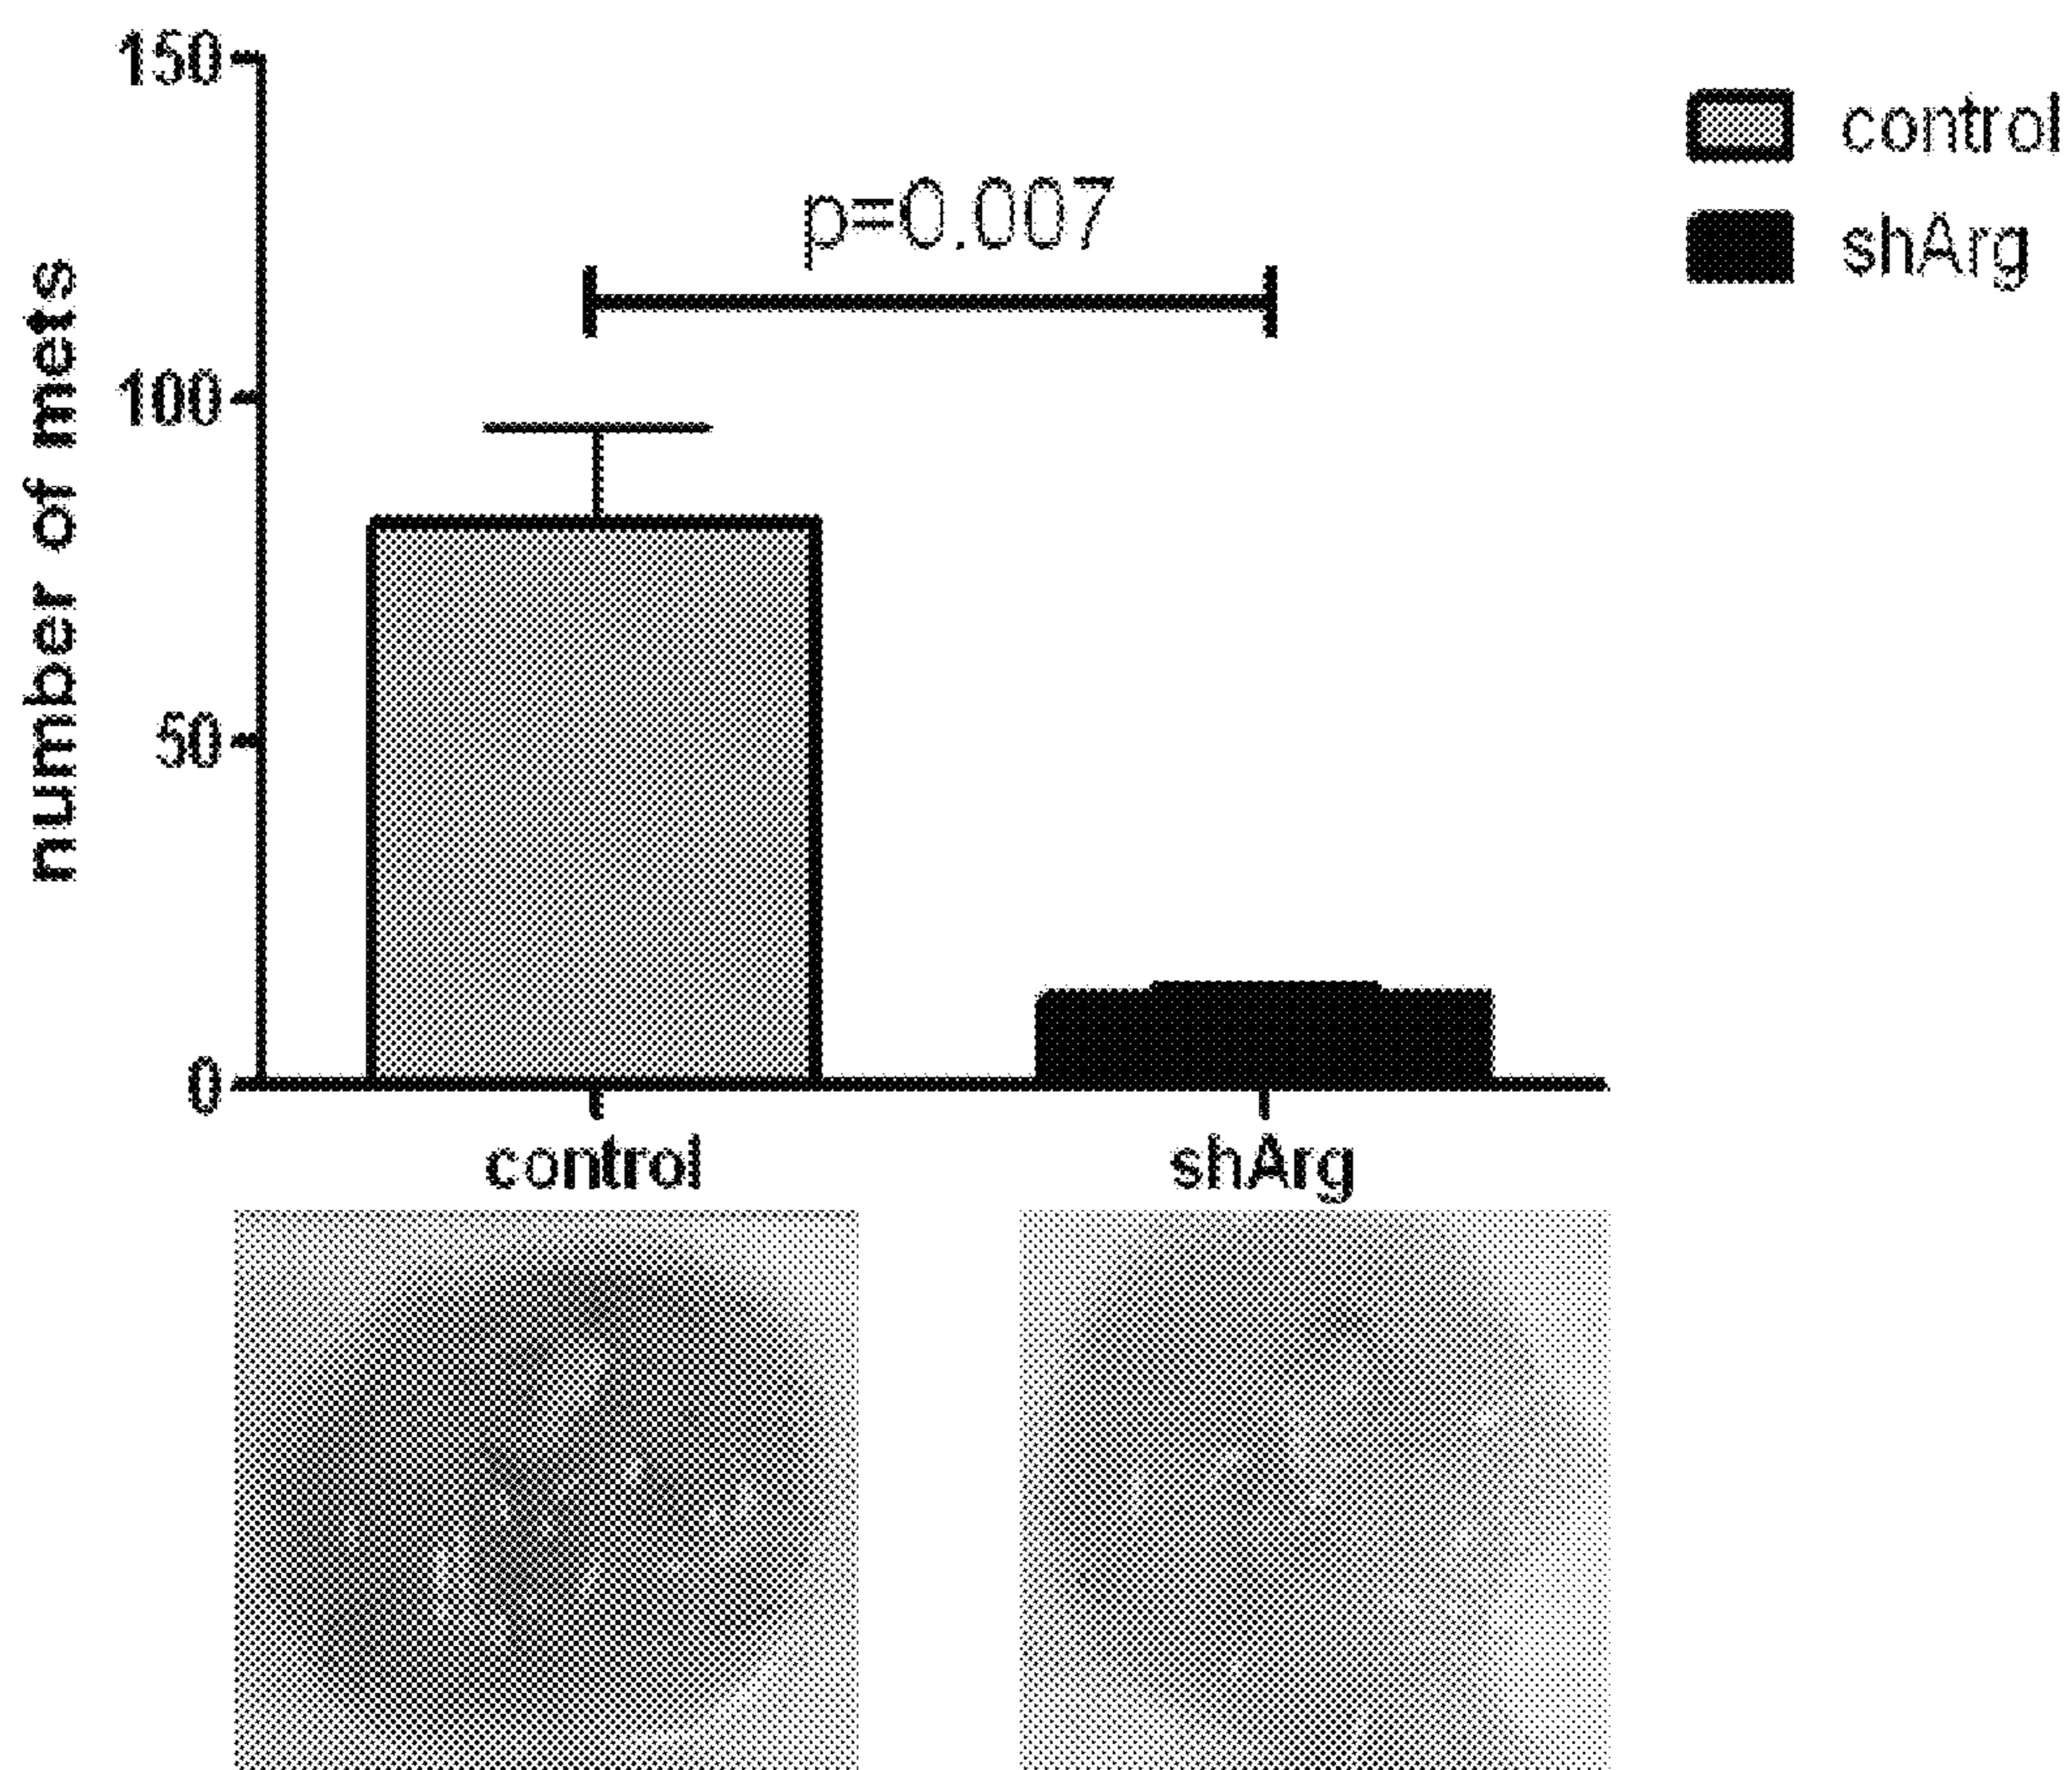 number of mets
150
100
50
0
p=0.007
control
shArg
control
shArg